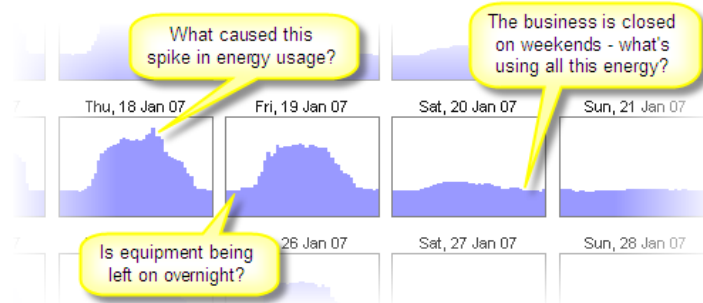 What caused this
spike in energy usage?
The business is closed
on weekends - what's
using all this energy?
Thu, 18 Jan 07
Fri, 19 Jan 07
Sat, 20 Jan 07
Sun, 21 Jan 07
Is equipment being
left on overnight?
26 Jan 07
Sat, 27 Jan 07
Sun, 28 Jan 07